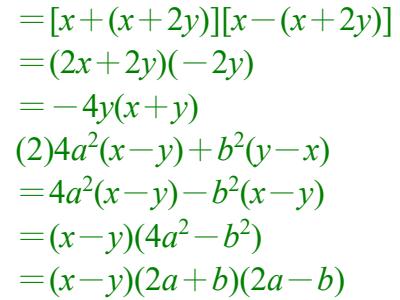 =[x+(x+2y)][x−(x+2y)]
=(2x+2y)(−2y)
=−4y(x+y)
(2)4a²(x−y)+b²(y−x)
=4a²(x−y)−b²(x−y)
=(x−y)(4a²−b²)
=(x−y)(2a+b)(2a−b)